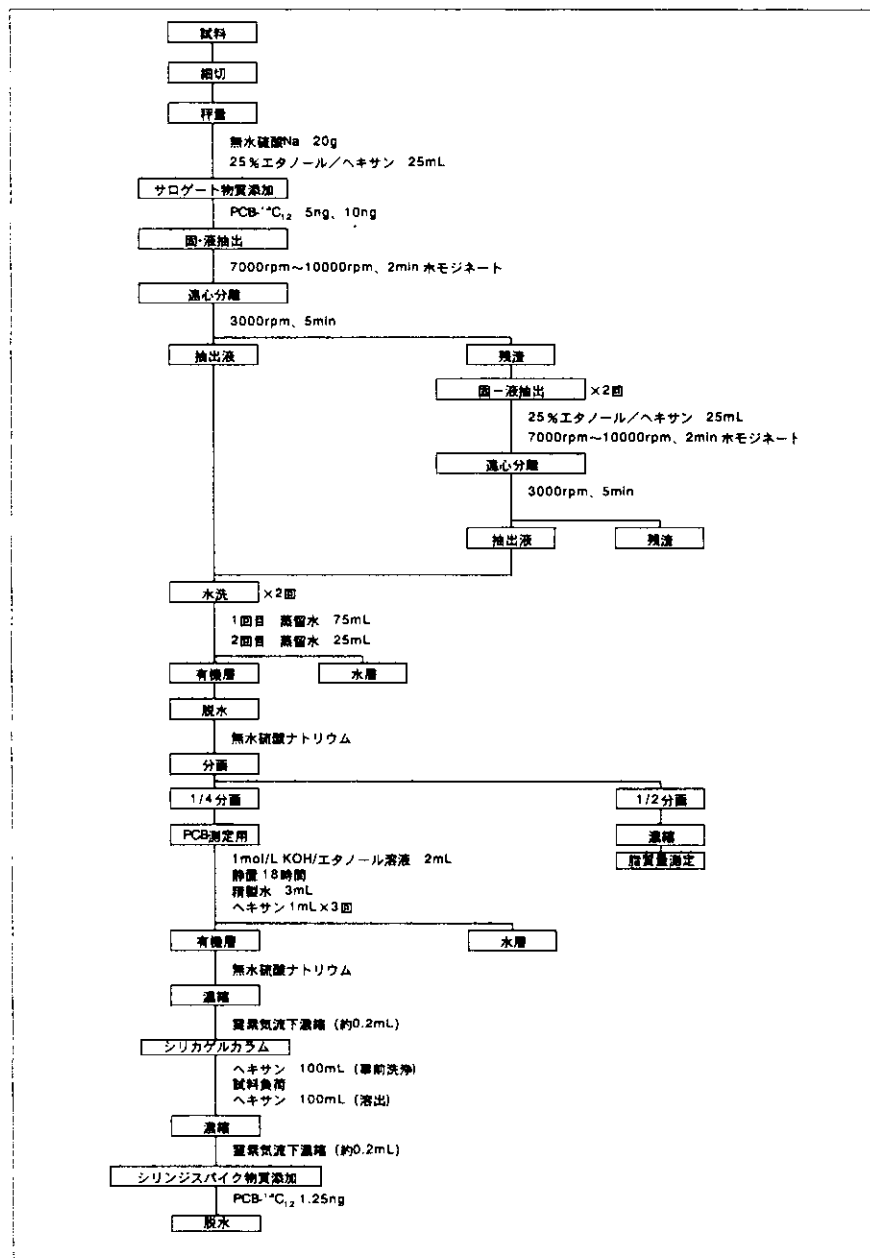 試料
細切
秤量
無水硫酸Na 20g
25%エタノール/ヘキサン 25mL
サロゲート物質添加
PCB-¹⁴C₁₂ 5ng、10ng
固・液抽出
7000rpm~10000rpm、2min ホモジネート
遠心分離
3000rpm、5min
抽出液 残渣
固-液抽出 ×2回
25%エタノール/ヘキサン 25mL
7000rpm~10000rpm、2min ホモジネート
遠心分離
3000rpm、5min
抽出液 残渣
水洗 ×2回
1回目 蒸留水 75mL
2回目 蒸留水 25mL
有機層 水層
脱水
無水硫酸ナトリウム
分画
1/4分画 1/2分画
PCB測定用 濃縮
脂質量測定
1mol/L KOH/エタノール溶液 2mL
静置 18時間
精製水 3mL
ヘキサン 1mL×3回
有機層 水層
無水硫酸ナトリウム
濃縮
窒素気流下濃縮 (約0.2mL)
シリカゲルカラム
ヘキサン 100mL (事前洗浄)
試料負荷
ヘキサン 100mL (溶出)
濃縮
窒素気流下濃縮 (約0.2mL)
シリンジスパイク物質添加
PCB-¹⁴C₁₂ 1.25ng
脱水